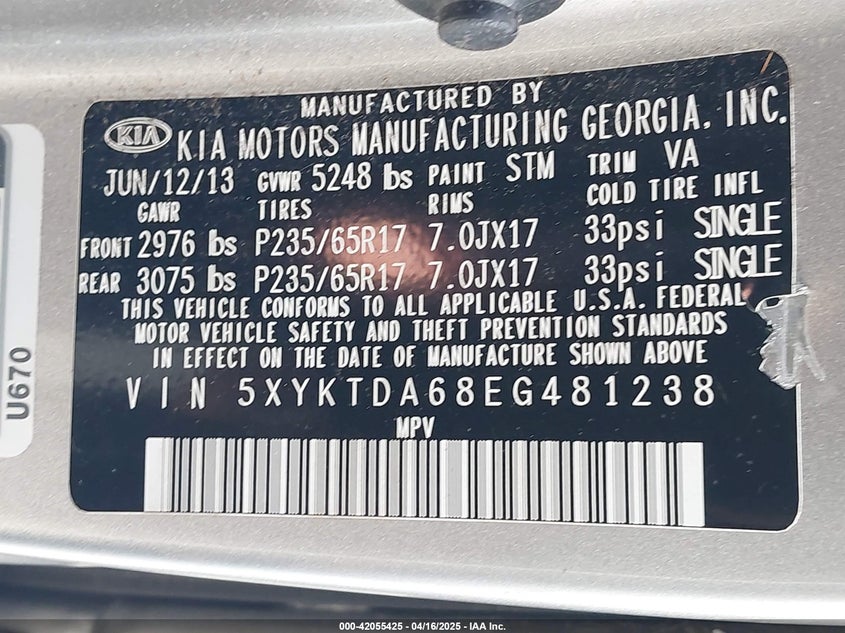 MANUFACTURED BY
KIA KIA MOTORS MANUFACTURING GEORGIA, INC.
JUN/12/13 GVWR 5248 lbs PAINT STM TRIM VA
GAWR TIRES RIMS COLD TIRE INFL
FRONT 2976 lbs P235/65R17 7.0JX17 33psi SINGLE
REAR 3075 lbs P235/65R17 7.0JX17 33psi SINGLE
THIS VEHICLE CONFORMS TO ALL APPLICABLE U.S.A. FEDERAL
MOTOR VEHICLE SAFETY AND THEFT PREVENTION STANDARDS
IN EFFECT ON THE DATE OF MANUFACTURE SHOWN ABOVE
VIN 5XYKTDA68EG481238
MPV
U670
000-42055425 - 04/16/2025 - IAA Inc.